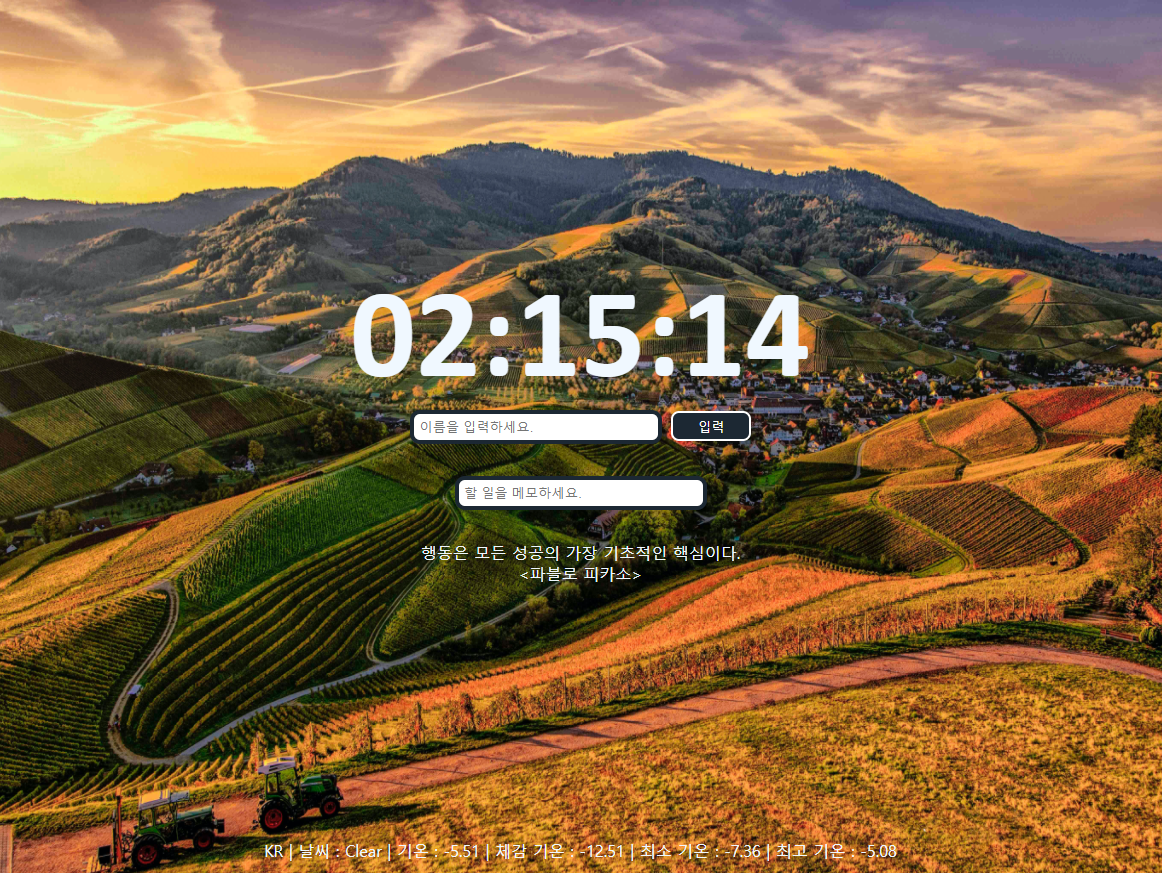 02:15:14
이름을 입력하세요. 입력
할 일을 메모하세요.
행동은 모든 성공의 가장 기초적인 핵심이다.
<파블로 피카소>
KR | 날씨 : Clear | 기온 : -5.51 | 체감 기온 : -12.51 | 최소 기온 : -7.36 | 최고 기온 : -5.08